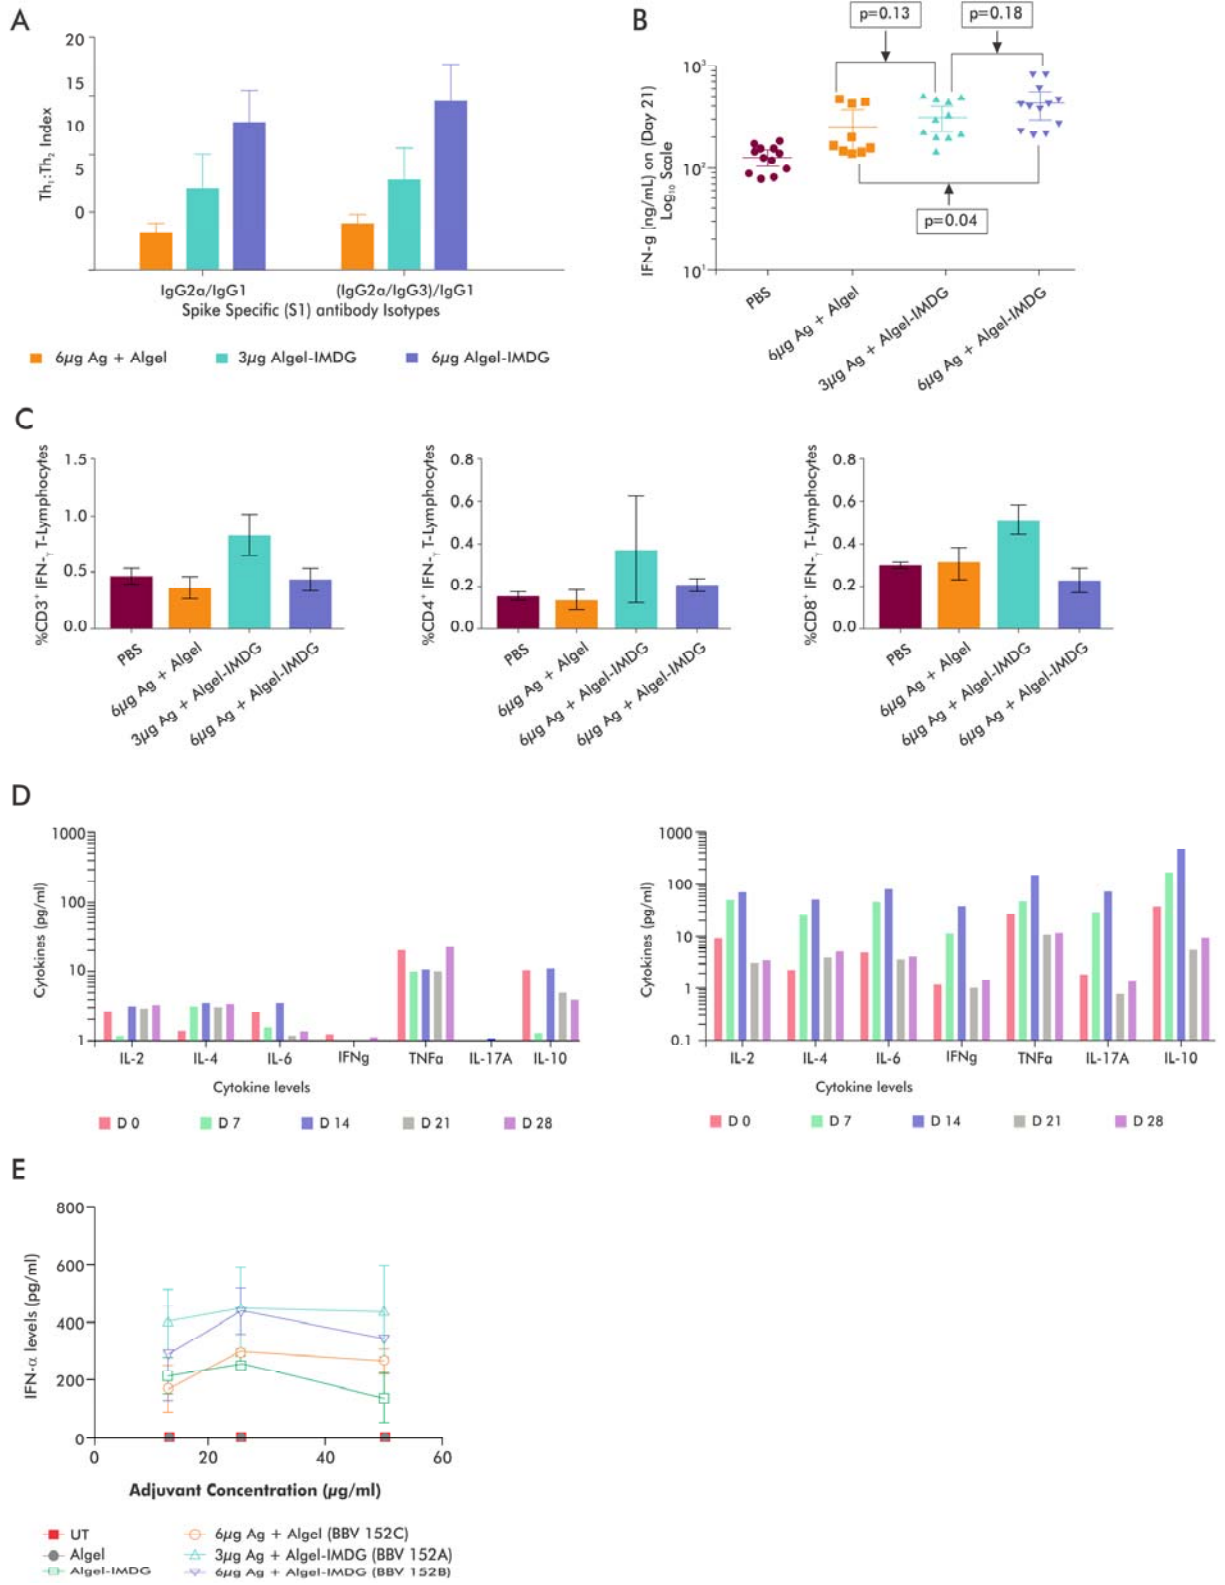 A
20
15
10
5
0
Th₁:Th₂ Index
IgG2α/IgG1
(IgG2α/IgG3)/IgG1
Spike Specific (S1) antibody Isotypes
6µg Ag + Algel
3µg Algel-IMDG
6µg Algel-IMDG
B
p=0.13
p=0.18
10³
10²
10¹
IFN-g (ng/mL) on (Day 21)
Log₁₀ Scale
p=0.04
PBS
6µg Ag + Algel
3µg Ag + Algel-IMDG
6µg Ag + Algel-IMDG
C
%CD3⁺ IFN-γ T-Lymphocytes
1.5
1.0
0.5
0.0
PBS
6µg Ag + Algel
3µg Ag + Algel-IMDG
6µg Ag + Algel-IMDG
%CD4⁺ IFN-γ T-Lymphocytes
0.8
0.6
0.4
0.2
0.0
PBS
6µg Ag + Algel
6µg Ag + Algel-IMDG
6µg Ag + Algel-IMDG
%CD8⁺ IFN-γ T-Lymphocytes
0.8
0.6
0.4
0.2
0.0
PBS
6µg Ag + Algel
6µg Ag + Algel-IMDG
6µg Ag + Algel-IMDG
D
Cytokines (pg/ml)
1000
100
10
1
IL-2 IL-4 IL-6 IFNg TNFα IL-17A IL-10
Cytokine levels
D 0 D 7 D 14 D 21 D 28
Cytokines (pg/ml)
1000
100
10
1
0.1
IL-2 IL-4 IL-6 IFNg TNFα IL-17A IL-10
Cytokine levels
D 0 D 7 D 14 D 21 D 28
E
IFN-α levels (pg/ml)
800
600
400
200
0
0 20 40 60
Adjuvant Concentration (µg/ml)
UT
Algel
Algel-IMDG
6µg Ag + Algel (BBV 152C)
3µg Ag + Algel-IMDG (BBV 152A)
6µg Ag + Algel-IMDG (BBV 152B)